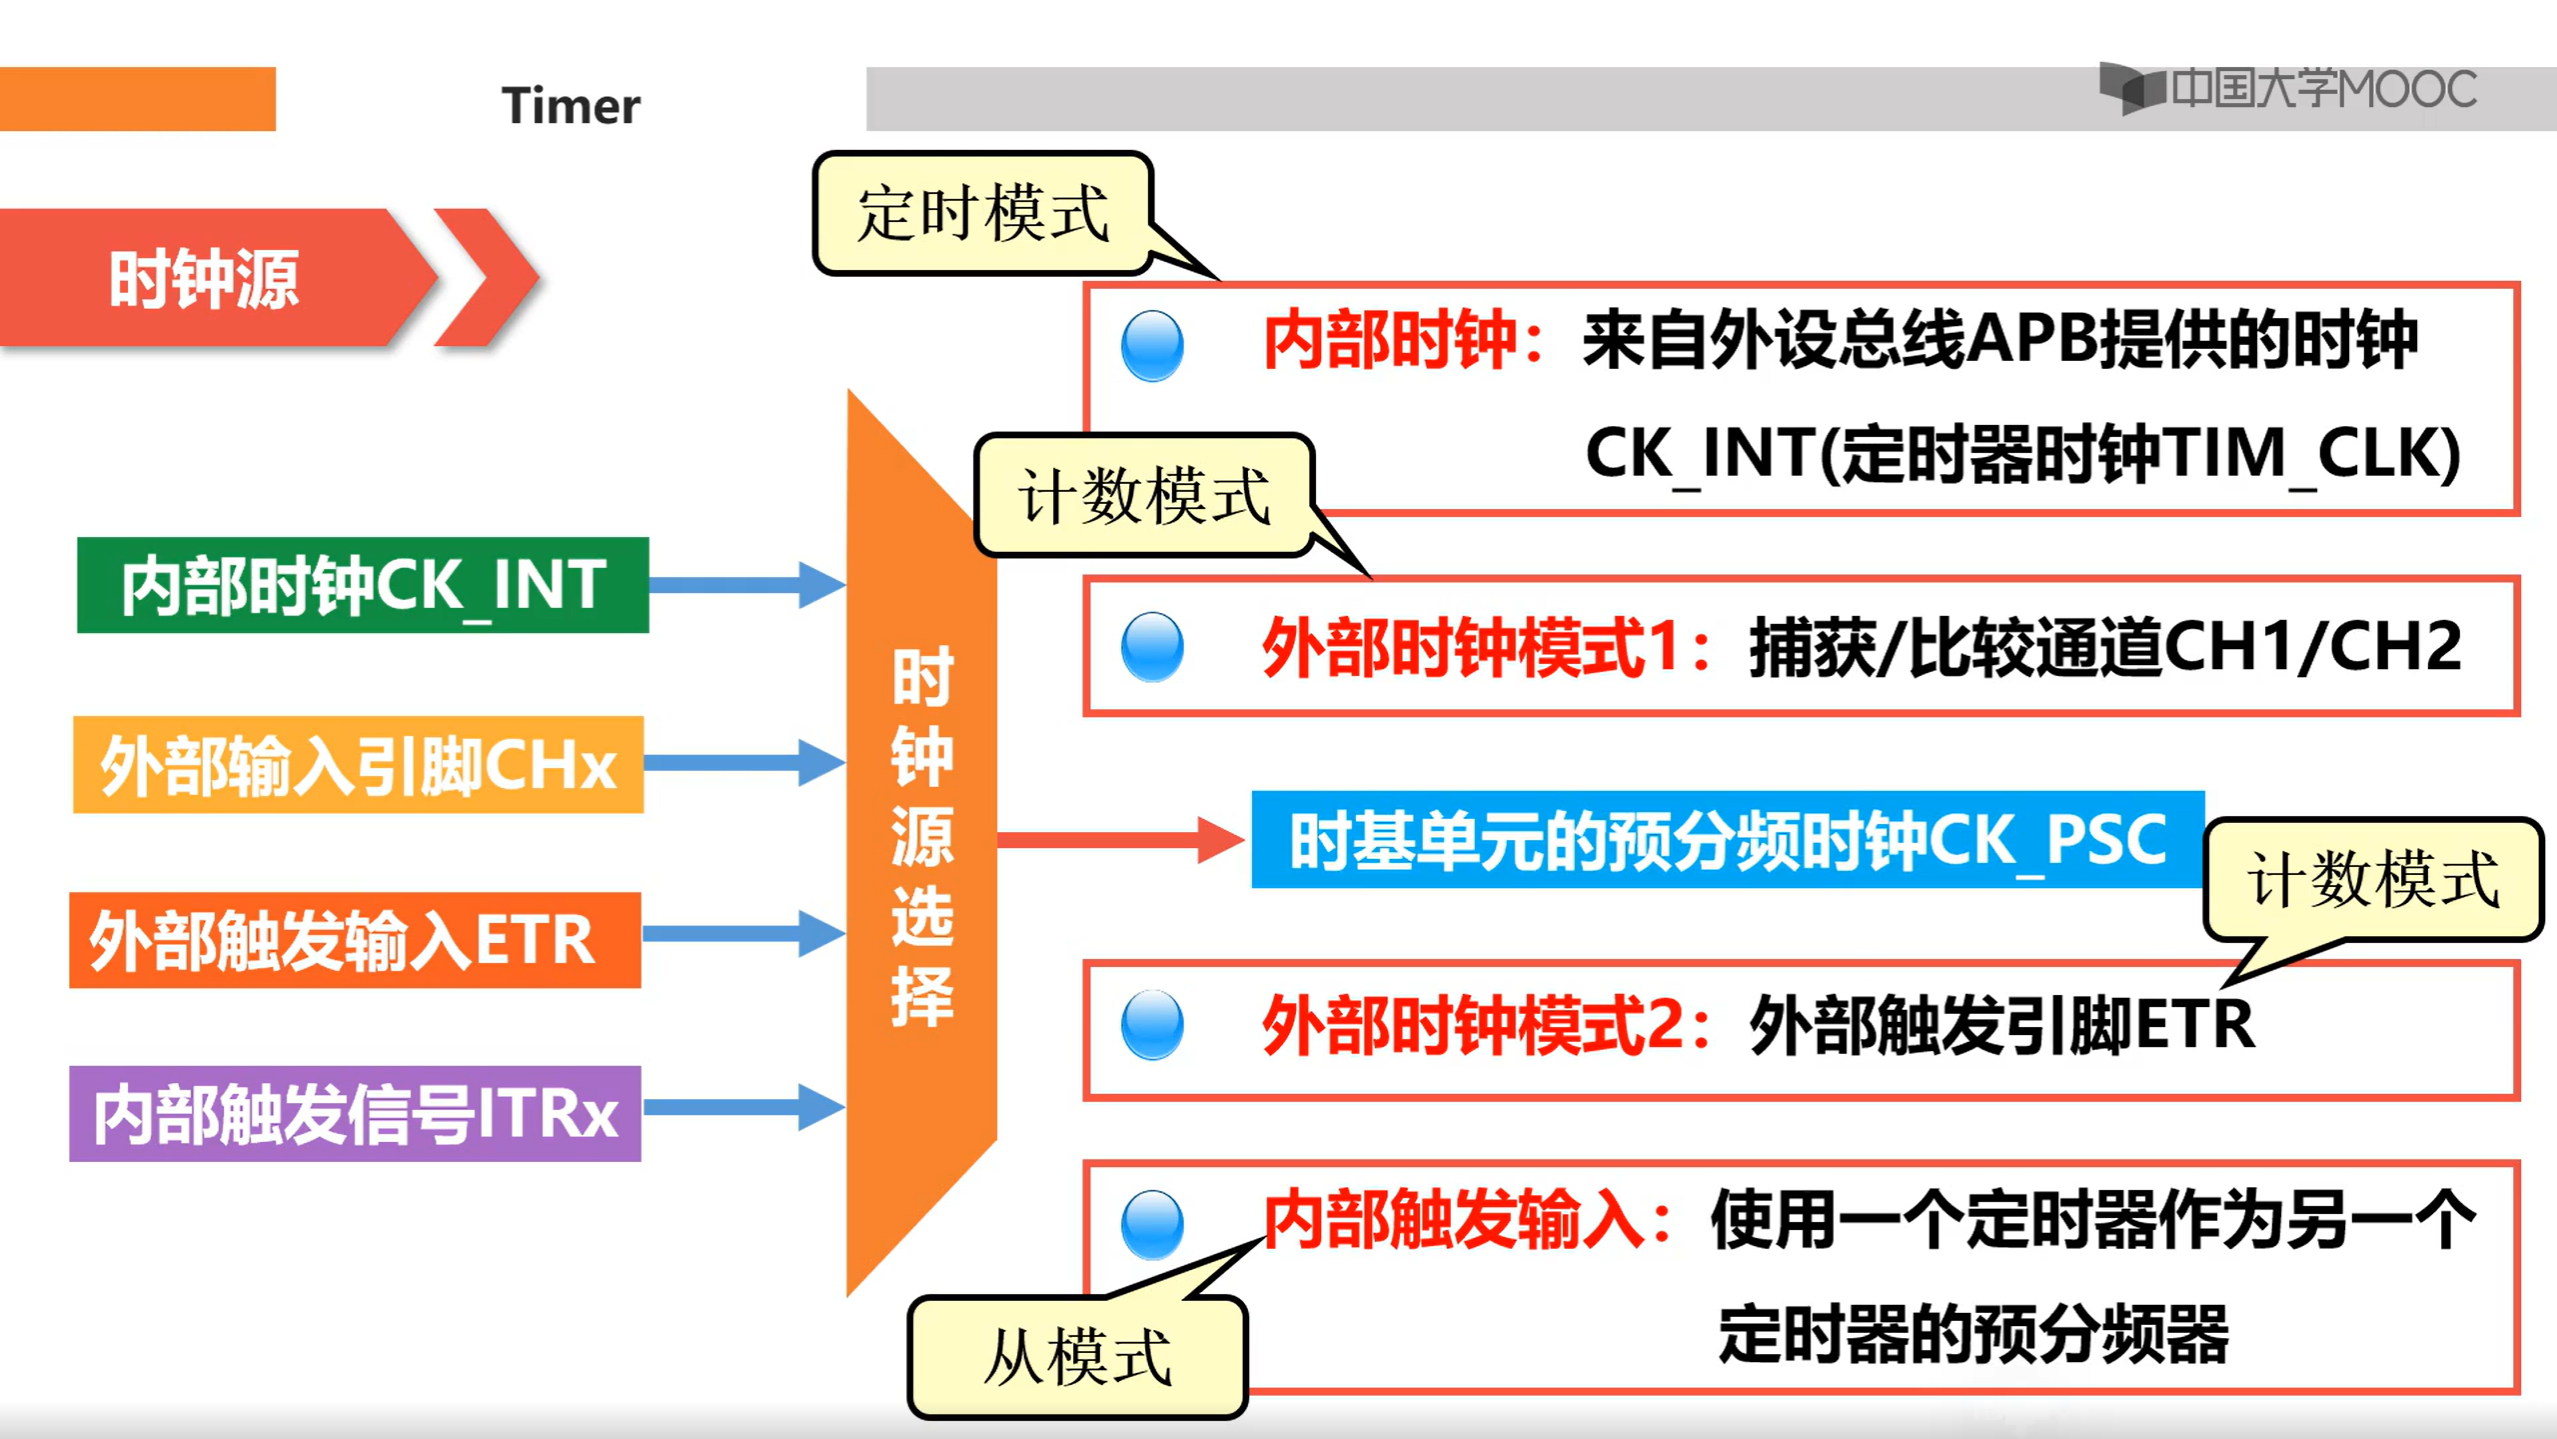 Timer
中国大学MOOC
时钟源
定时模式
内部时钟：来自外设总线APB提供的时钟
CK_INT(定时器时钟TIM_CLK)
计数模式
外部时钟模式1：捕获/比较通道CH1/CH2
内部时钟CK_INT
外部输入引脚CHx
外部触发输入ETR
内部触发信号ITRx
时钟源选择
时基单元的预分频时钟CK_PSC
计数模式
外部时钟模式2：外部触发引脚ETR
内部触发输入：使用一个定时器作为另一个
定时器的预分频器
从模式